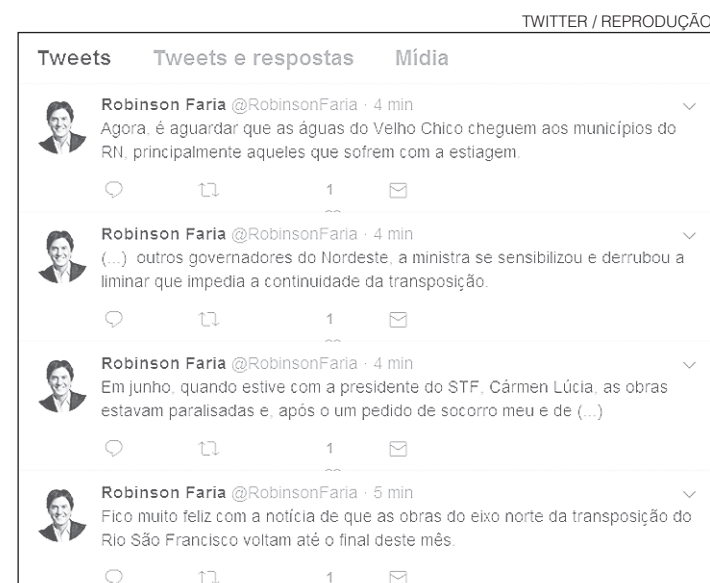 TWITTER / REPRODUÇÃO
Tweets Tweets e respostas Mídia
Robinson Faria @RobinsonFaria · 4 min
Agora, é aguardar que as águas do Velho Chico cheguem aos municípios do
RN, principalmente aqueles que sofrem com a estiagem.
1
Robinson Faria @RobinsonFaria · 4 min
(...) outros governadores do Nordeste, a ministra se sensibilizou e derrubou a
liminar que impedia a continuidade da transposição.
1
Robinson Faria @RobinsonFaria · 4 min
Em junho, quando estive com a presidente do STF, Cármen Lúcia, as obras
estavam paralisadas e, após o um pedido de socorro meu e de (...)
1
Robinson Faria @RobinsonFaria · 5 min
Fico muito feliz com a notícia de que as obras do eixo norte da transposição do
Rio São Francisco voltam até o final deste mês.
1